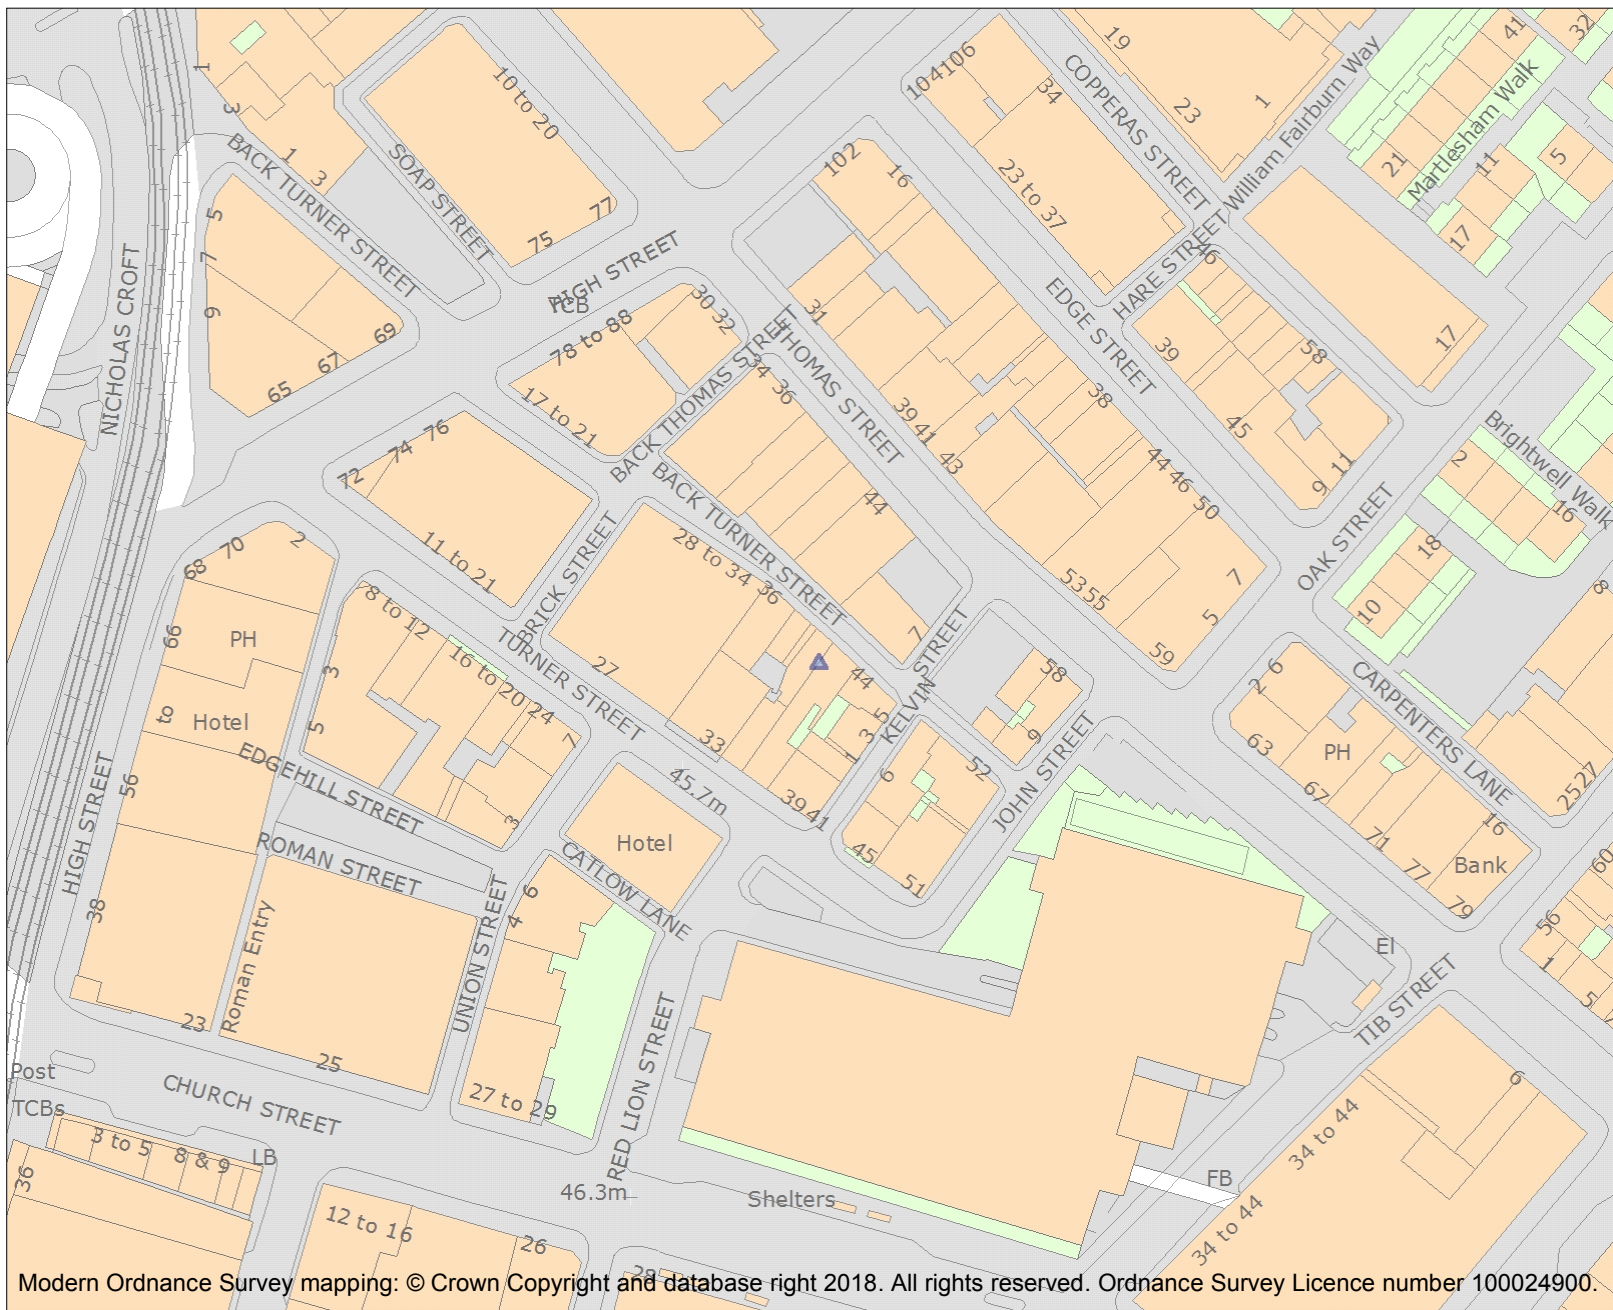 19
41
32
COPPERAS STREET
104
106
34
23
1
William Fairburn Way
Martlesham Walk
21
11
5
17
1
3
10 to 20
BACK TURNER STREET
1
3
SOAP STREET
77
75
102
16
23 to 37
HARE STREET
46
5
7
9
NICHOLAS CROFT
HIGH STREET
TCB
78 to 88
30-32
31
EDGE STREET
17
69
67
65
THOMAS STREET
34
36
39
58
17 to 21
BACK THOMAS STREET
39
41
43
38
45
9
11
Brightwell Walk
2
16
76
74
72
44
46
50
OAK STREET
BACK TURNER STREET
44
18
10
11 to 21
BRICK STREET
28 to 34
36
53
55
7
5
59
8
68
70
2
66
PH
to
Hotel
56
8 to 12
3
5
16 to 20
24
7
3
TURNER STREET
27
33
44
5
3
1
7
KELVIN STREET
58
9
6
52
JOHN STREET
2
6
63
PH
67
71
77
79
Bank
16
CARPENTERS LANE
25
27
EDGEHILL STREET
HIGH STREET
ROMAN STREET
45.7m
39
41
45
51
Hotel
CATLOW LANE
38
Roman Entry
UNION STREET
6
4
RED LION STREET
El
TIB STREET
60
56
1
5
23
25
Post
TCBs
CHURCH STREET
27 to 29
3 to 5
8 & 9
LB
36
12 to 16
26
46.3m
Shelters
FB
34 to 44
34 to 44
6
28
Modern Ordnance Survey mapping: © Crown Copyright and database right 2018. All rights reserved. Ordnance Survey Licence number 100024900.